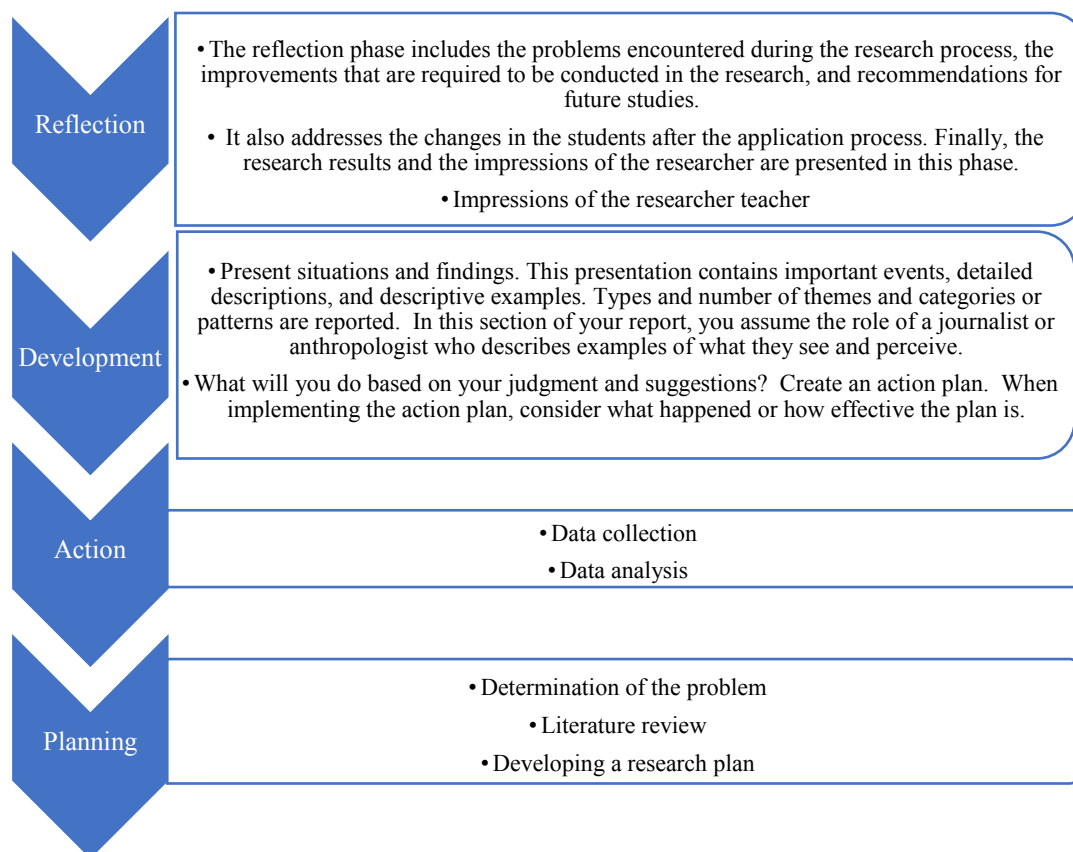 • The reflection phase includes the problems encountered during the research process, the
improvements that are required to be conducted in the research, and recommendations for
future studies.
Reflection
• It also addresses the changes in the students after the application process. Finally, the
research results and the impressions of the researcher are presented in this phase.
• Impressions of the researcher teacher
• Present situations and findings. This presentation contains important events, detailed
descriptions, and descriptive examples. Types and number of themes and categories or
patterns are reported. In this section of your report, you assume the role of a journalist or
anthropologist who describes examples of what they see and perceive.
Development
• What will you do based on your judgment and suggestions? Create an action plan. When
implementing the action plan, consider what happened or how effective the plan is.
Action
• Data collection
• Data analysis
Planning
• Determination of the problem
• Literature review
• Developing a research plan